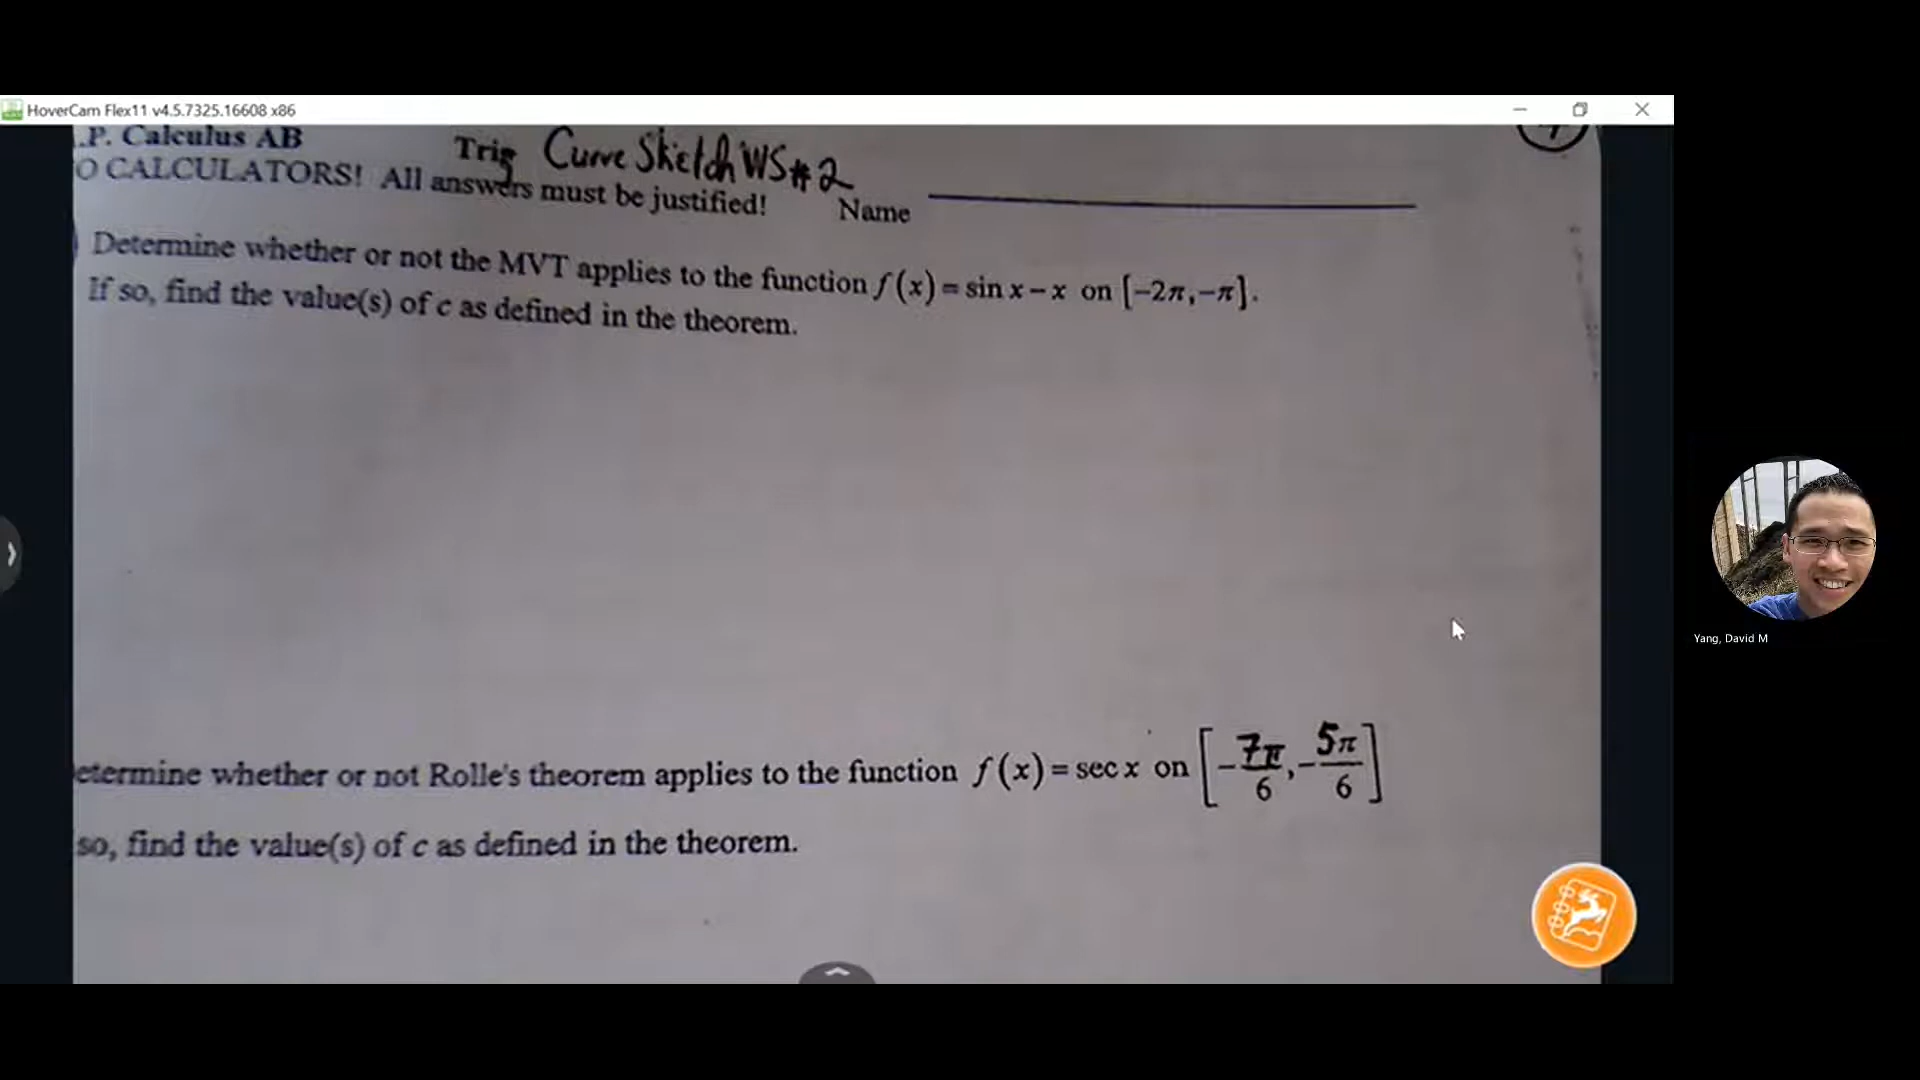 HoverCam Flex11 v4.5.7325.16608 x86
.P. Calculus AB
Trig Curve Sketch WS #2
O CALCULATORS! All answers must be justified! Name
Determine whether or not the MVT applies to the function f(x) = sin x − x on [−2π, −π].
If so, find the value(s) of c as defined in the theorem.
etermine whether or not Rolle's theorem applies to the function f(x) = sec x on [−7π/6, −5π/6]
so, find the value(s) of c as defined in the theorem.
Yang, David M